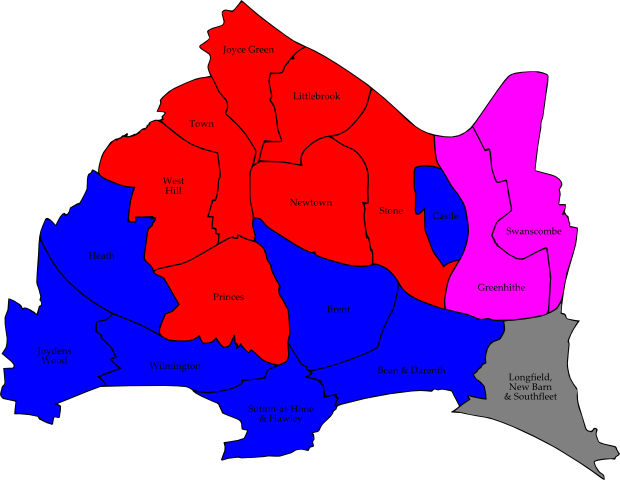 Joyce Green
Littlebrook
Town
West
Hill
Newtown
Stone
Castle
Swanscombe
Heath
Greenhithe
Princes
Brent
Joydens
Wood
Wilmington
Bean & Darenth
Longfield,
New Barn
& Southfleet
Sutton-at-Hone
& Hawley